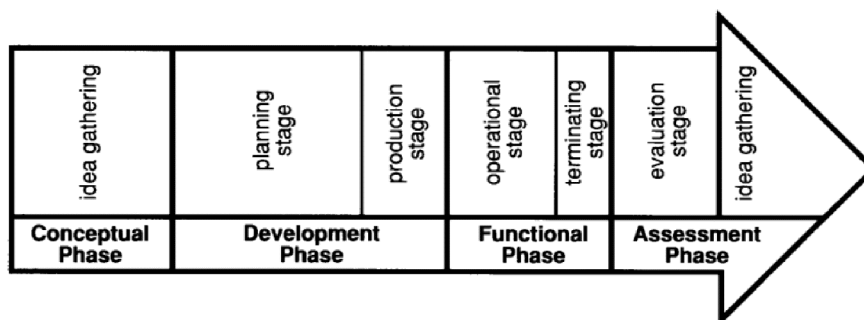 idea gathering
planning
stage
production
stage
operational
stage
terminating
stage
evaluation
stage
idea gathering
Conceptual
Phase
Development
Phase
Functional
Phase
Assessment
Phase